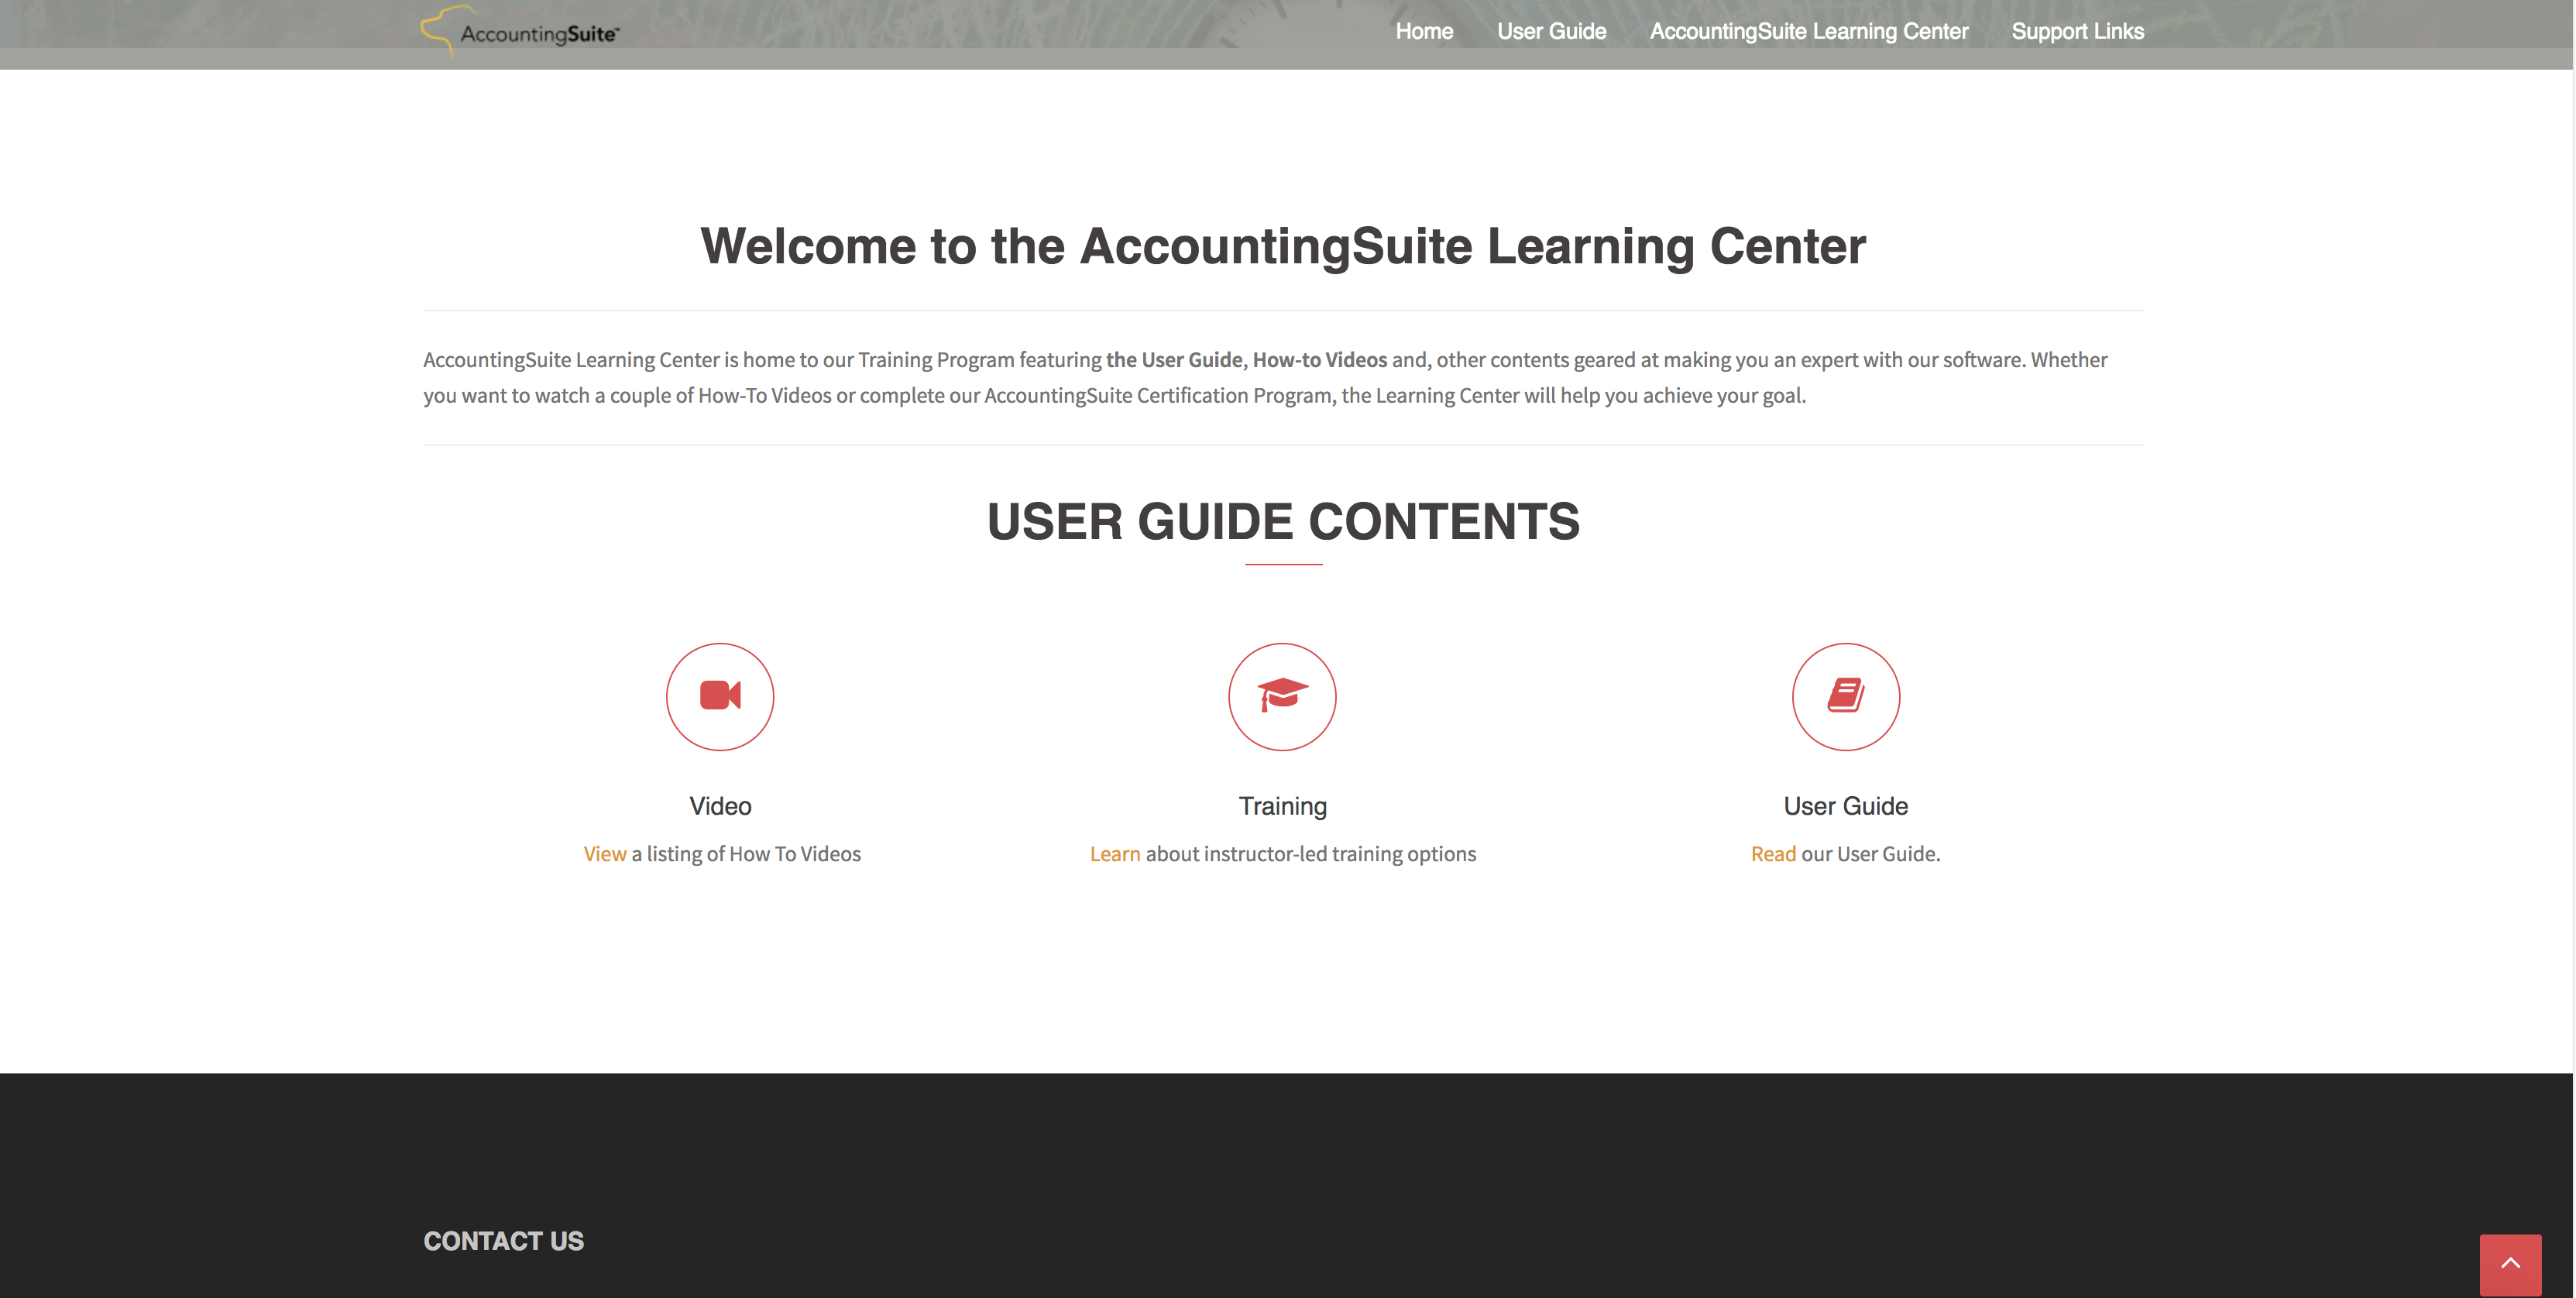 AccountingSuite™
Home
User Guide
AccountingSuite Learning Center
Support Links
Welcome to the AccountingSuite Learning Center
AccountingSuite Learning Center is home to our Training Program featuring the User Guide, How-to Videos and, other contents geared at making you an expert with our software. Whether
you want to watch a couple of How-To Videos or complete our AccountingSuite Certification Program, the Learning Center will help you achieve your goal.
USER GUIDE CONTENTS
Video
View a listing of How To Videos
Training
Learn about instructor-led training options
User Guide
Read our User Guide.
CONTACT US